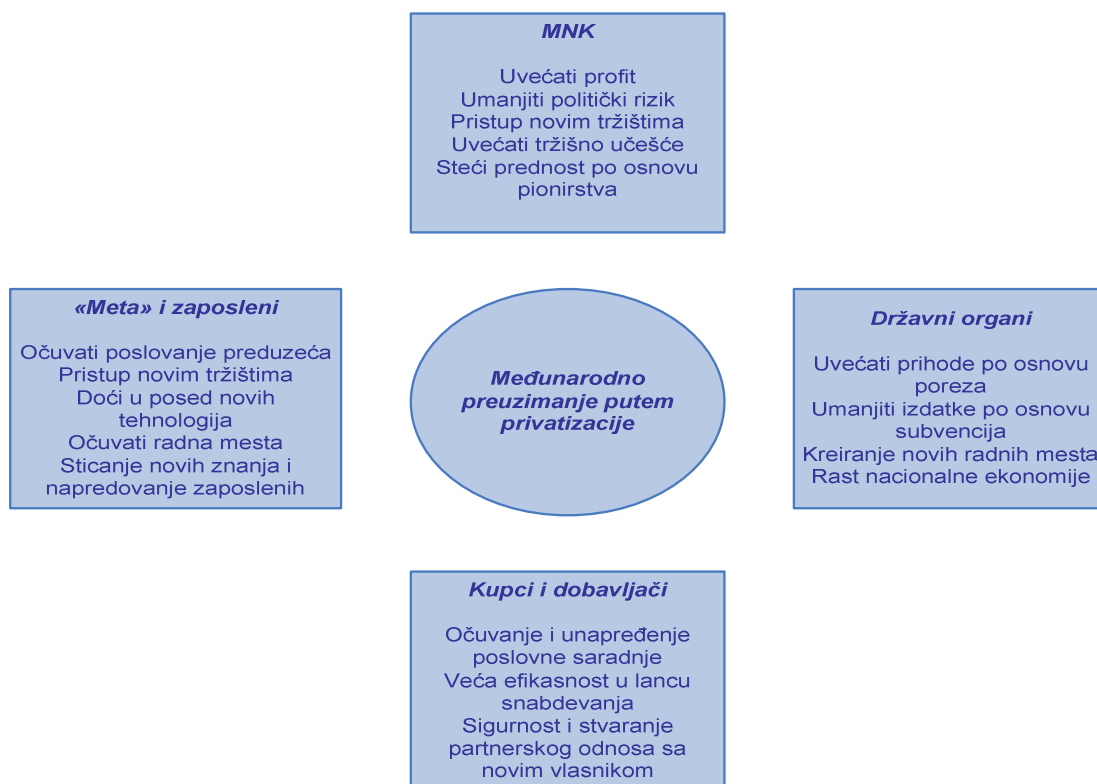 MNK
Uvećati profit
Umanjiti politički rizik
Pristup novim tržištima
Uvećati tržišno učešće
Steći prednost po osnovu
pionirstva
«Meta» i zaposleni
Očuvati poslovanje preduzeća
Pristup novim tržištima
Doći u posed novih
tehnologija
Očuvati radna mesta
Sticanje novih znanja i
napredovanje zaposlenih
Međunarodno
preuzimanje putem
privatizacije
Državni organi
Uvećati prihode po osnovu
poreza
Umanjiti izdatke po osnovu
subvencija
Kreiranje novih radnih mesta
Rast nacionalne ekonomije
Kupci i dobavljači
Očuvanje i unapređenje
poslovne saradnje
Veća efikasnost u lancu
snabdevanja
Sigurnost i stvaranje
partnerskog odnosa sa
novim vlasnikom